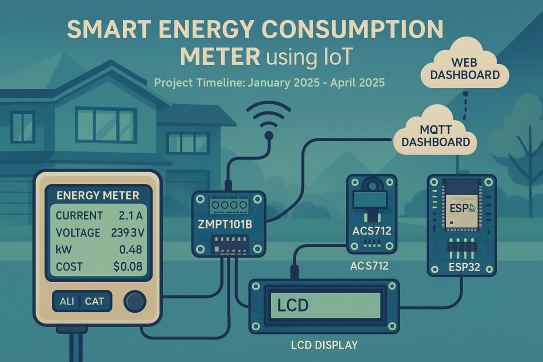 SMART ENERGY CONSUMPTION
METER using IoT
Project Timeline: January 2025 - April 2025
WEB
DASHBOARD
MQTT
DASHBOARD
ENERGY METER
CURRENT 2.1 A
VOLTAGE 2393V
kW 0.48
COST $0.08
ALI CAT
ZMPT101B
ACS712
ACS712
ESP
ESP32
LCD
LCD DISPLAY